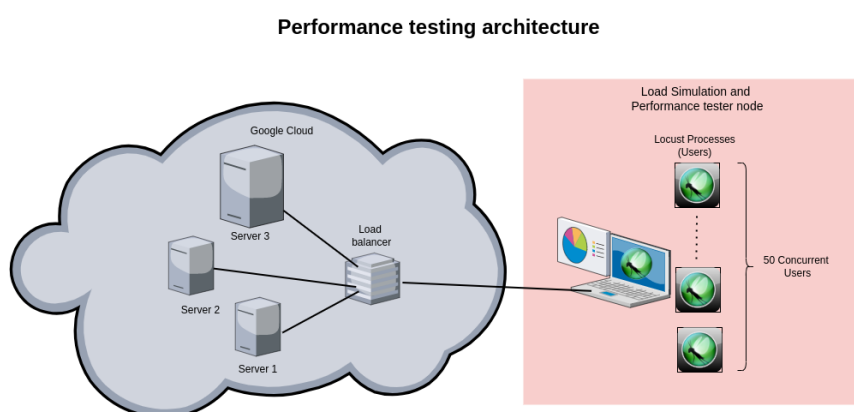 Performance testing architecture
Google Cloud
Server 3
Load
balancer
Server 2
Server 1
Load Simulation and
Performance tester node
Locust Processes
(Users)
50 Concurrent
Users